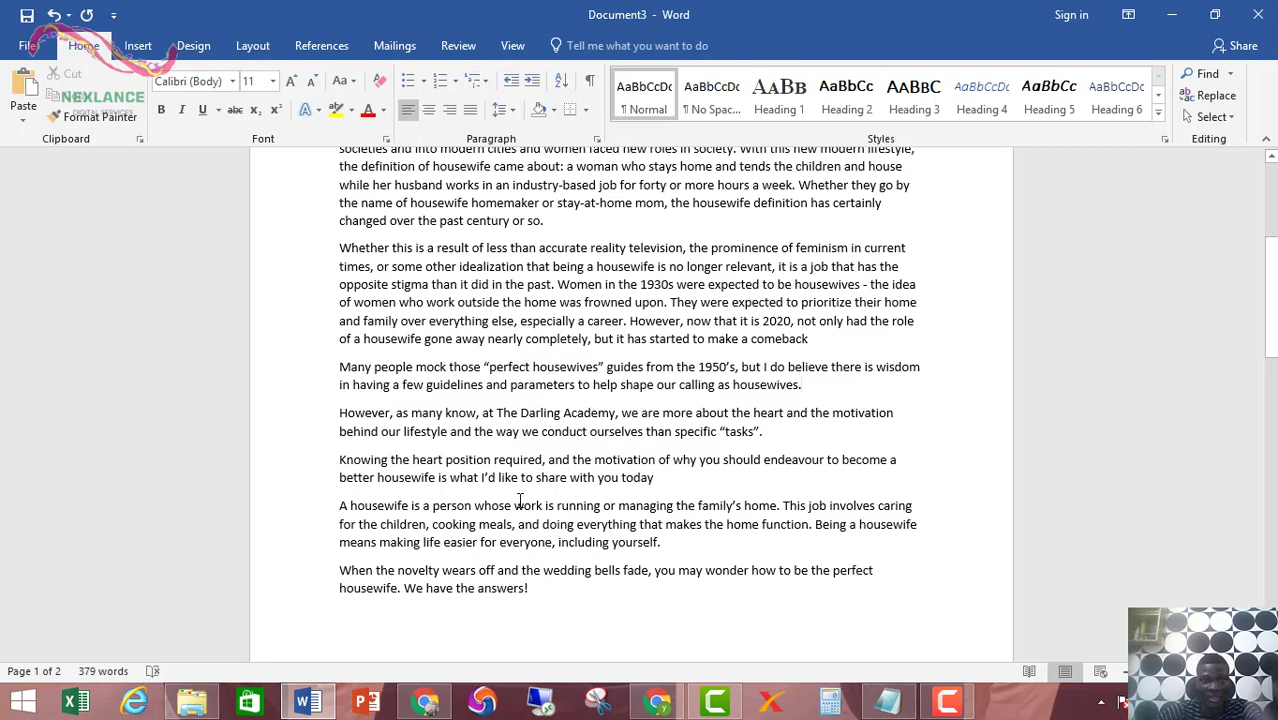 Document3 - Word
Sign in
File
Home
Insert
Design
Layout
References
Mailings
Review
View
Tell me what you want to do
Share
Paste
Cut
Format Painter
NEXLANCE
DIGITAL SERVICES
Calibri (Body)
11
Clipboard
Font
Paragraph
AaBbCcDc
AaBbCcDc
AaBb
AaBbCc
AaBbC
AaBbCcD
AaBbCc
AaBbCcD
¶ Normal
¶ No Spac...
Heading 1
Heading 2
Heading 3
Heading 4
Heading 5
Heading 6
Styles
Find
Replace
Select
Editing
societies and into modern cities and women faced new roles in society. With this new modern lifestyle,
the definition of housewife came about: a woman who stays home and tends the children and house
while her husband works in an industry-based job for forty or more hours a week. Whether they go by
the name of housewife homemaker or stay-at-home mom, the housewife definition has certainly
changed over the past century or so.
Whether this is a result of less than accurate reality television, the prominence of feminism in current
times, or some other idealization that being a housewife is no longer relevant, it is a job that has the
opposite stigma than it did in the past. Women in the 1930s were expected to be housewives - the idea
of women who work outside the home was frowned upon. They were expected to prioritize their home
and family over everything else, especially a career. However, now that it is 2020, not only had the role
of a housewife gone away nearly completely, but it has started to make a comeback
Many people mock those “perfect housewives” guides from the 1950’s, but I do believe there is wisdom
in having a few guidelines and parameters to help shape our calling as housewives.
However, as many know, at The Darling Academy, we are more about the heart and the motivation
behind our lifestyle and the way we conduct ourselves than specific “tasks”.
Knowing the heart position required, and the motivation of why you should endeavour to become a
better housewife is what I’d like to share with you today
A housewife is a person whose work is running or managing the family’s home. This job involves caring
for the children, cooking meals, and doing everything that makes the home function. Being a housewife
means making life easier for everyone, including yourself.
When the novelty wears off and the wedding bells fade, you may wonder how to be the perfect
housewife. We have the answers!
Page 1 of 2
379 words